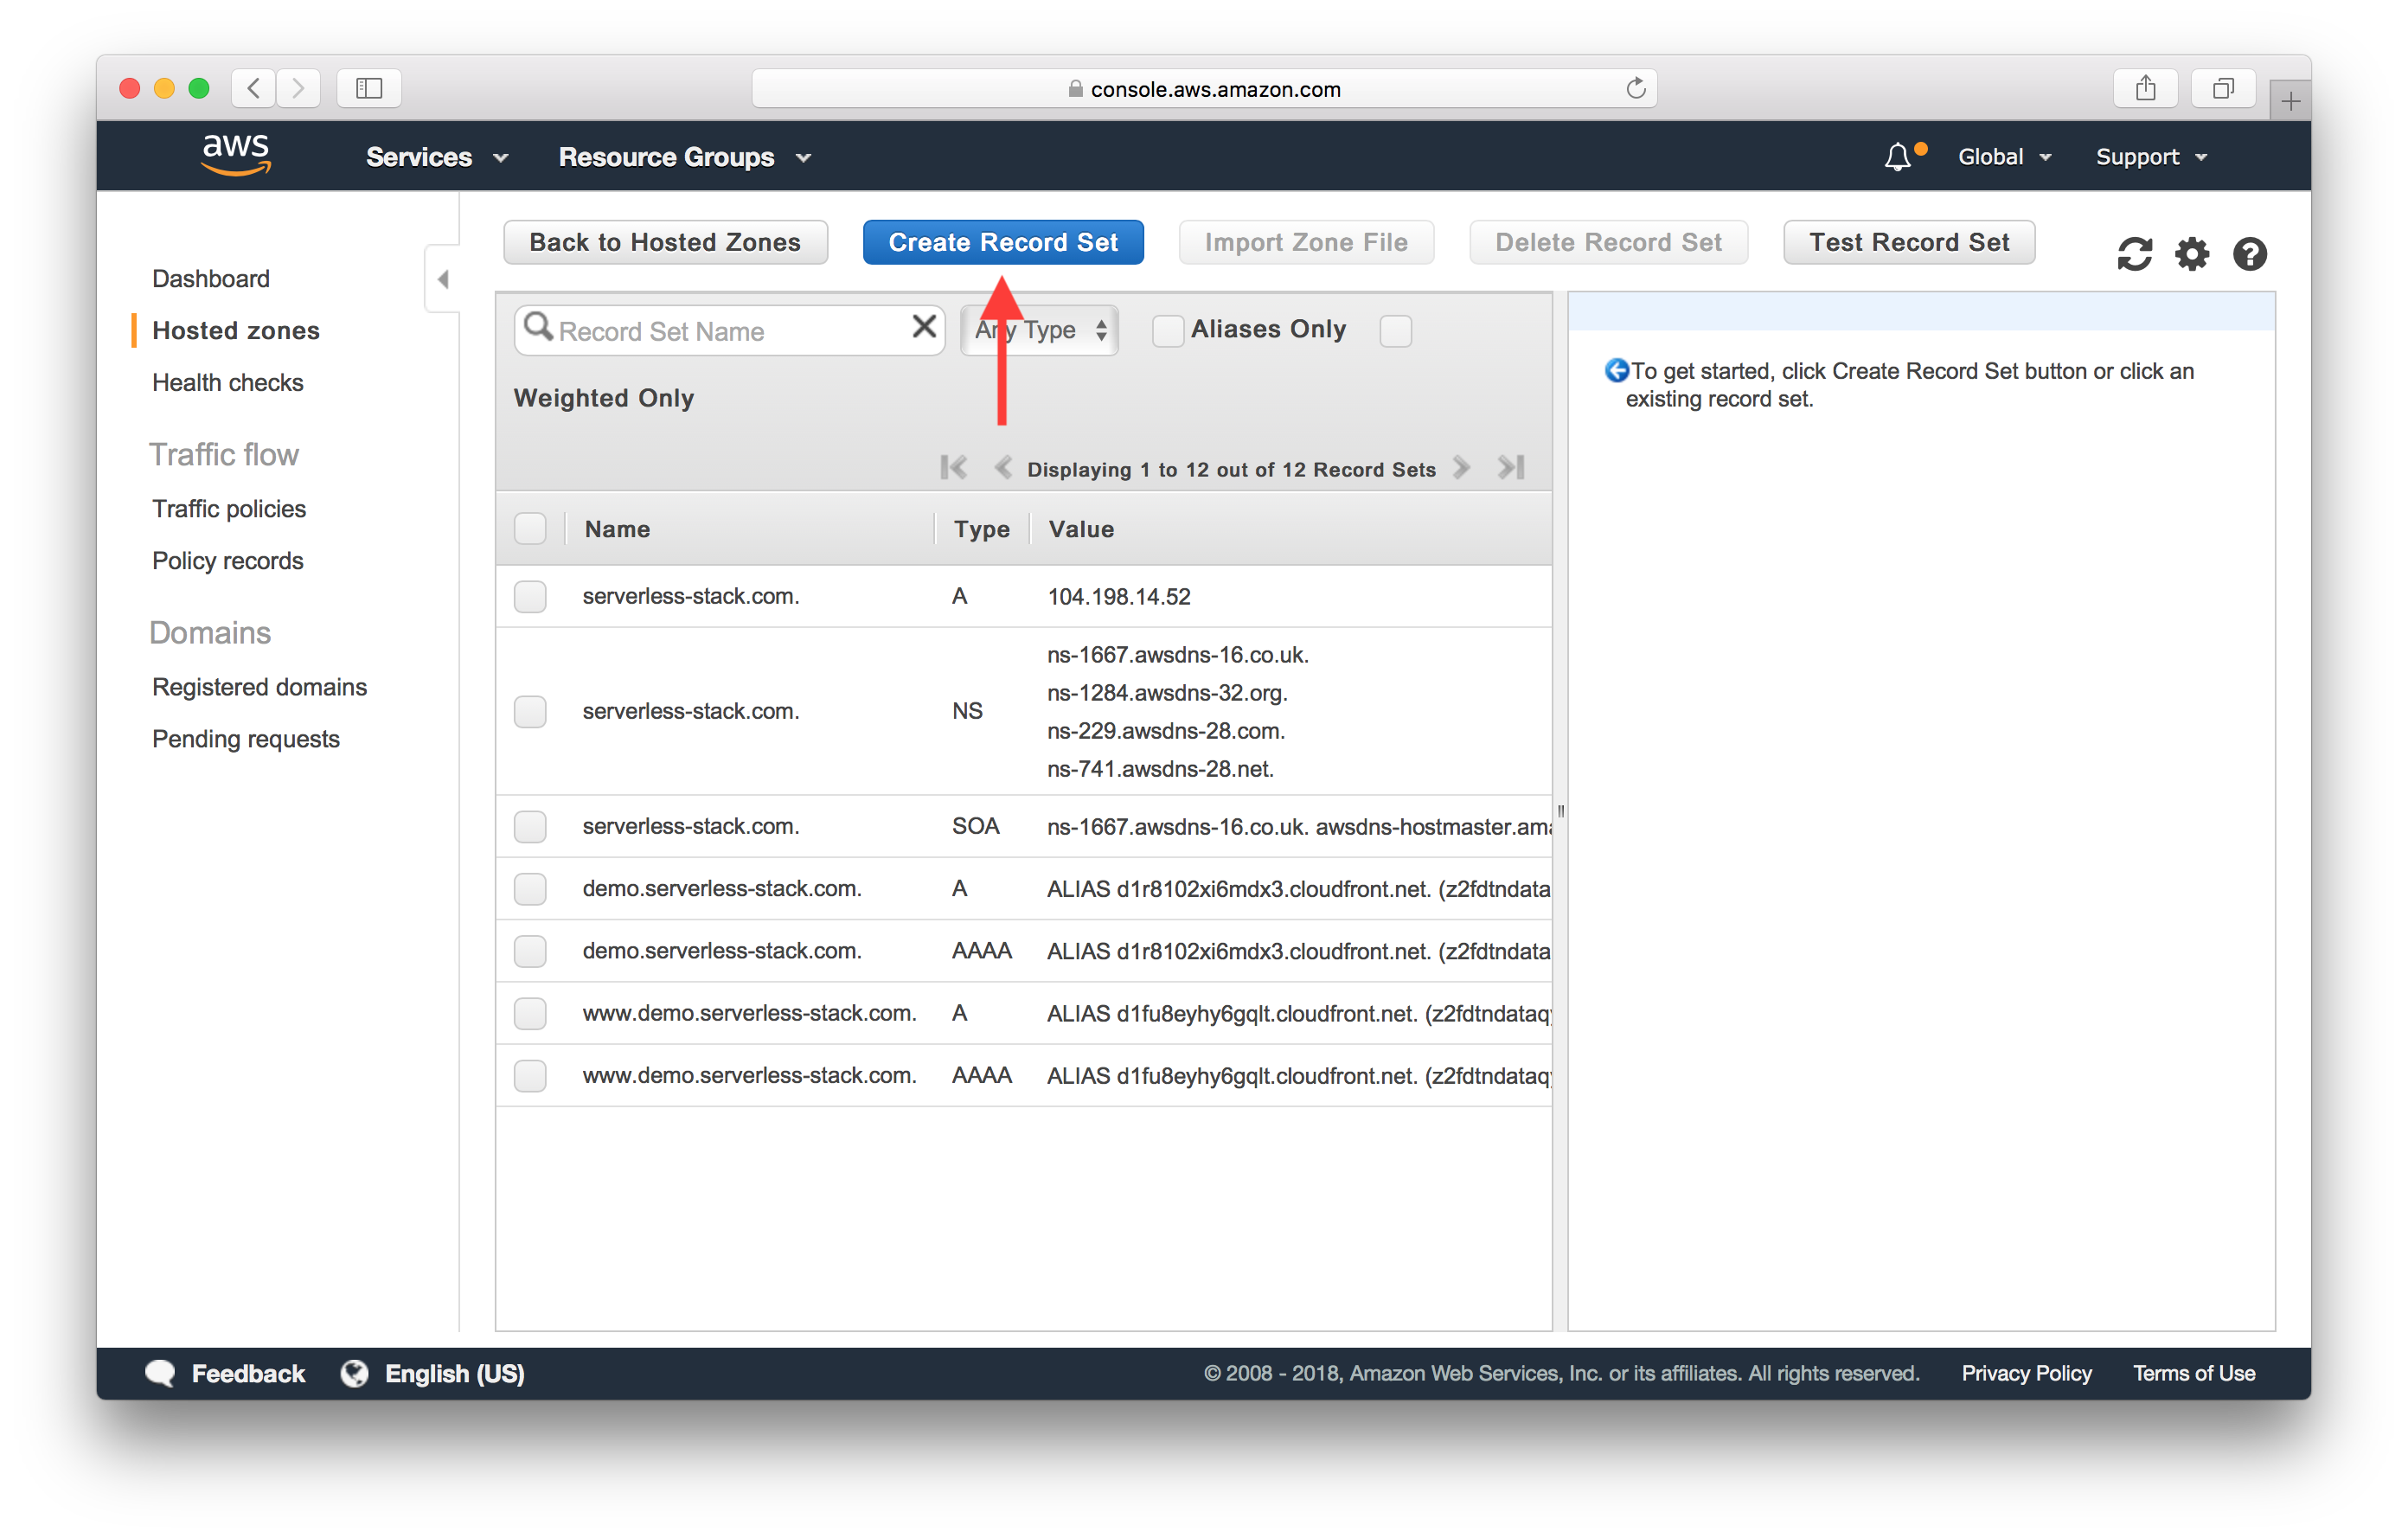 console.aws.amazon.com
aws
Services
Resource Groups
Global
Support
Dashboard
Hosted zones
Health checks
Traffic flow
Traffic policies
Policy records
Domains
Registered domains
Pending requests
Back to Hosted Zones
Create Record Set
Import Zone File
Delete Record Set
Test Record Set
Record Set Name
Any Type
Aliases Only
Weighted Only
Displaying 1 to 12 out of 12 Record Sets
Name Type Value
serverless-stack.com. A 104.198.14.52
serverless-stack.com. NS
ns-1667.awsdns-16.co.uk.
ns-1284.awsdns-32.org.
ns-229.awsdns-28.com.
ns-741.awsdns-28.net.
serverless-stack.com. SOA ns-1667.awsdns-16.co.uk. awsdns-hostmaster.ama
demo.serverless-stack.com. A ALIAS d1r8102xi6mdx3.cloudfront.net. (z2fdtndata
demo.serverless-stack.com. AAAA ALIAS d1r8102xi6mdx3.cloudfront.net. (z2fdtndata
www.demo.serverless-stack.com. A ALIAS d1fu8eyhy6gqlt.cloudfront.net. (z2fdtndataqy
www.demo.serverless-stack.com. AAAA ALIAS d1fu8eyhy6gqlt.cloudfront.net. (z2fdtndataqy
To get started, click Create Record Set button or click an
existing record set.
Feedback
English (US)
© 2008 - 2018, Amazon Web Services, Inc. or its affiliates. All rights reserved.
Privacy Policy
Terms of Use